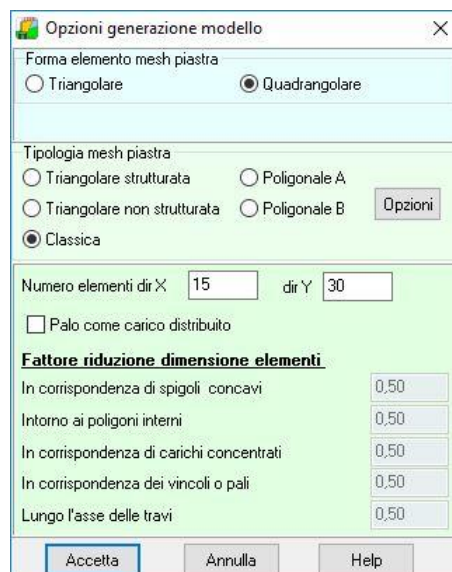 Opzioni generazione modello
Forma elemento mesh piastra
Triangolare Quadrangolare
Tipologia mesh piastra
Triangolare strutturata Poligonale A
Triangolare non strutturata Poligonale B Opzioni
Classica
Numero elementi dir X 15 dir Y 30
Palo come carico distribuito
Fattore riduzione dimensione elementi
In corrispondenza di spigoli concavi 0,50
Intorno ai poligoni interni 0,50
In corrispondenza di carichi concentrati 0,50
In corrispondenza dei vincoli o pali 0,50
Lungo l'asse delle travi 0,50
Accetta Annulla Help